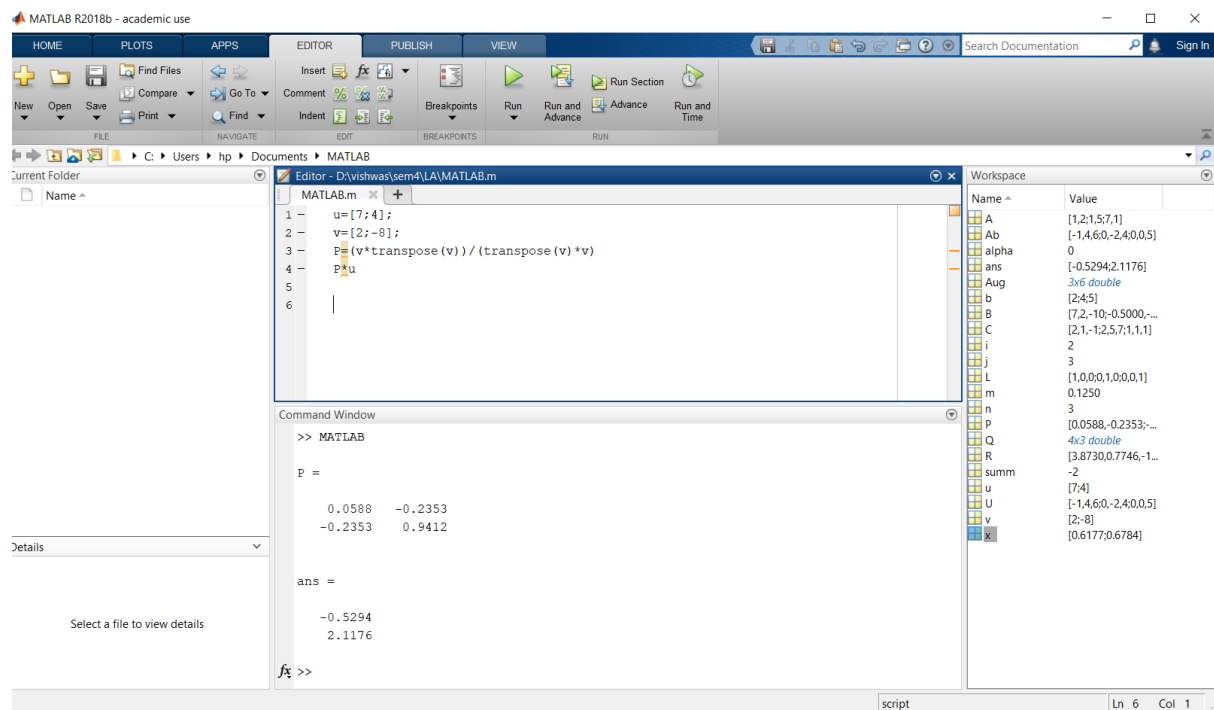 MATLAB R2018b - academic use
HOME PLOTS APPS EDITOR PUBLISH VIEW Search Documentation Sign In
New Open Save Find Files Compare Print Go To Find Insert fx Comment Indent Breakpoints Run Run and Advance Run Section Advance Run and Time
FILE NAVIGATE EDIT BREAKPOINTS RUN
C: Users hp Documents MATLAB
Current Folder
Name
Details
Select a file to view details
Editor - D:\vishwas\sem4\LA\MATLAB.m
MATLAB.m
1 - u=[7;4];
2 - v=[2;-8];
3 - P=(v*transpose(v))/(transpose(v)*v)
4 - P*u
5
6
Command Window
>> MATLAB
P =
0.0588 -0.2353
-0.2353 0.9412
ans =
-0.5294
2.1176
fx >>
Workspace
Name Value
A [1,2;1,5;7,1]
Ab [-1,4,6;0,-2,4;0,0,5]
alpha 0
ans [-0.5294;2.1176]
Aug 3x6 double
b [2;4;5]
B [7,2,-10;-0.5000,-...
C [2,1,-1;2,5,7;1,1,1]
i 2
j 3
L [1,0,0;0,1,0;0,0,1]
m 0.1250
n 3
P [0.0588,-0.2353;-...
Q 4x3 double
R [3.8730,0.7746,-1...
summ -2
u [7;4]
U [-1,4,6;0,-2,4;0,0,5]
v [2;-8]
x [0.6177;0.6784]
script Ln 6 Col 1